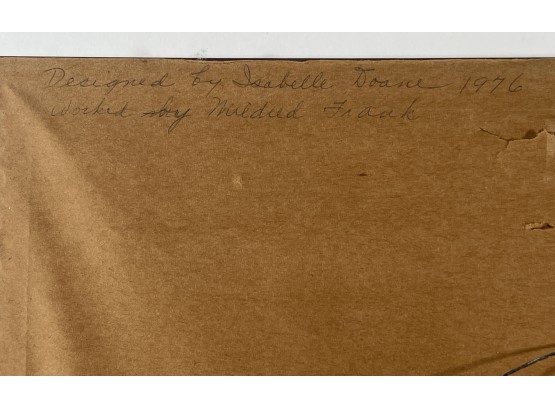 Designed by Isabelle Doane 1976
Worked by Mildred Frank